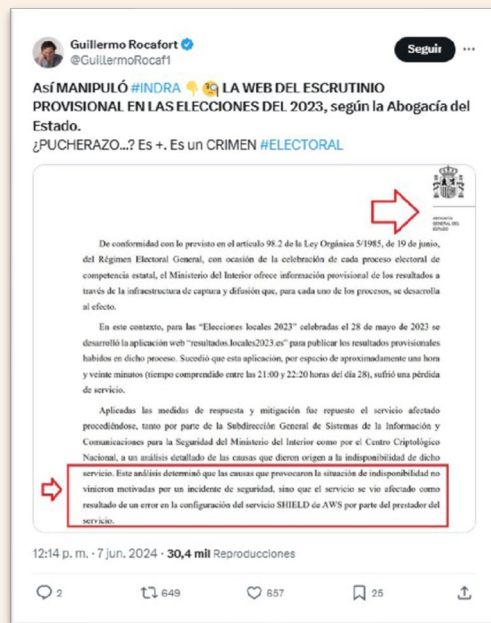 Guillermo Rocafort
@GuillermoRocaf1
Seguir
Así MANIPULÓ #INDRA 👇 🧐 LA WEB DEL ESCRUTINIO
PROVISIONAL EN LAS ELECCIONES DEL 2023, según la Abogacía del
Estado.
¿PUCHERAZO...? Es +. Es un CRIMEN #ELECTORAL
ABOGACÍA
GENERAL DEL
ESTADO
De conformidad con lo previsto en el artículo 98.2 de la Ley Orgánica 5/1985, de 19 de junio,
del Régimen Electoral General, con ocasión de la celebración de cada proceso electoral de
competencia estatal, el Ministerio del Interior ofrece información provisional de los resultados a
través de la infraestructura de captura y difusión que, para cada uno de los procesos, se desarrolla
al efecto.
En este contexto, para las “Elecciones locales 2023” celebradas el 28 de mayo de 2023 se
desarrolló la aplicación web “resultados.locales2023.es” para publicar los resultados provisionales
habidos en dicho proceso. Sucedió que esta aplicación, por espacio de aproximadamente una hora
y veinte minutos (tiempo comprendido entre las 21:00 y 22:20 horas del día 28), sufrió una pérdida
de servicio.
Aplicadas las medidas de respuesta y mitigación fue repuesto el servicio afectado
procediéndose, tanto por parte de la Subdirección General de Sistemas de la Información y
Comunicaciones para la Seguridad del Ministerio del Interior como por el Centro Criptológico
Nacional, a un análisis detallado de las causas que dieron origen a la indisponibilidad de dicho
servicio. Este análisis determinó que las causas que provocaron la situación de indisponibilidad no
vinieron motivadas por un incidente de seguridad, sino que el servicio se vio afectado como
resultado de un error en la configuración del servicio SHIELD de AWS por parte del prestador del
servicio.
12:14 p. m. · 7 jun. 2024 · 30,4 mil Reproducciones
2 649 657 25